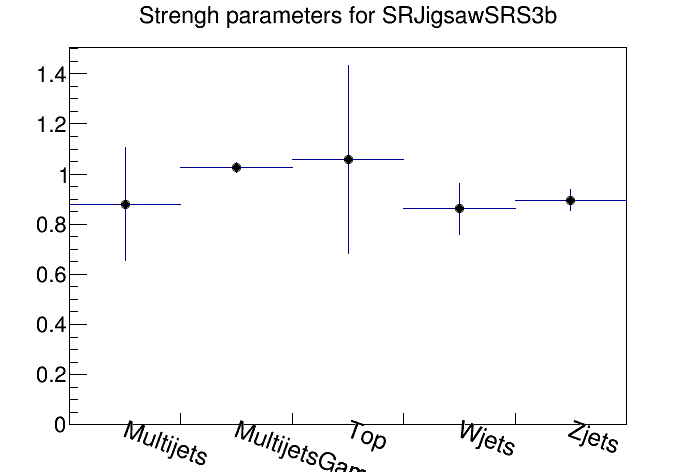 Strengh parameters for SRJigsawSRS3b
1.4
1.2
1
0.8
0.6
0.4
0.2
0
Multijets
MultijetsGam
Top
Wjets
Zjets